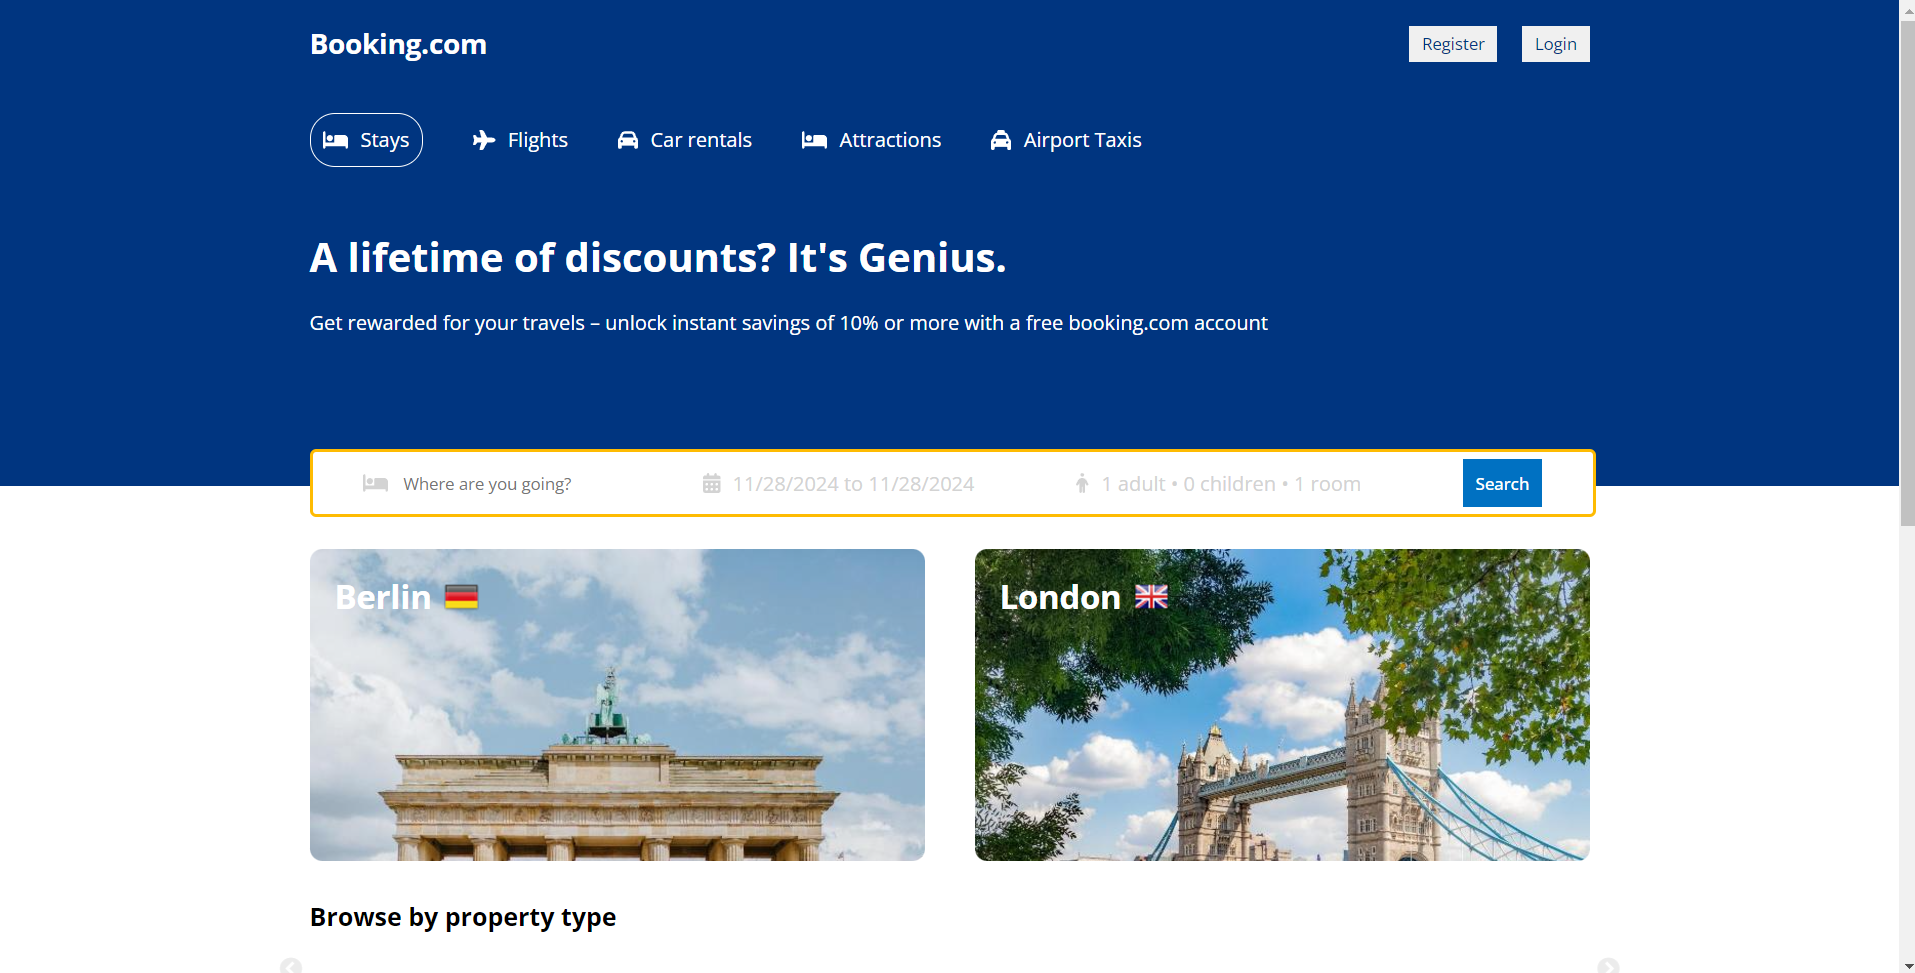 Booking.com
Register
Login
Stays
Flights
Car rentals
Attractions
Airport Taxis
A lifetime of discounts? It's Genius.
Get rewarded for your travels – unlock instant savings of 10% or more with a free booking.com account
Where are you going?
11/28/2024 to 11/28/2024
1 adult • 0 children • 1 room
Search
Berlin
London
Browse by property type